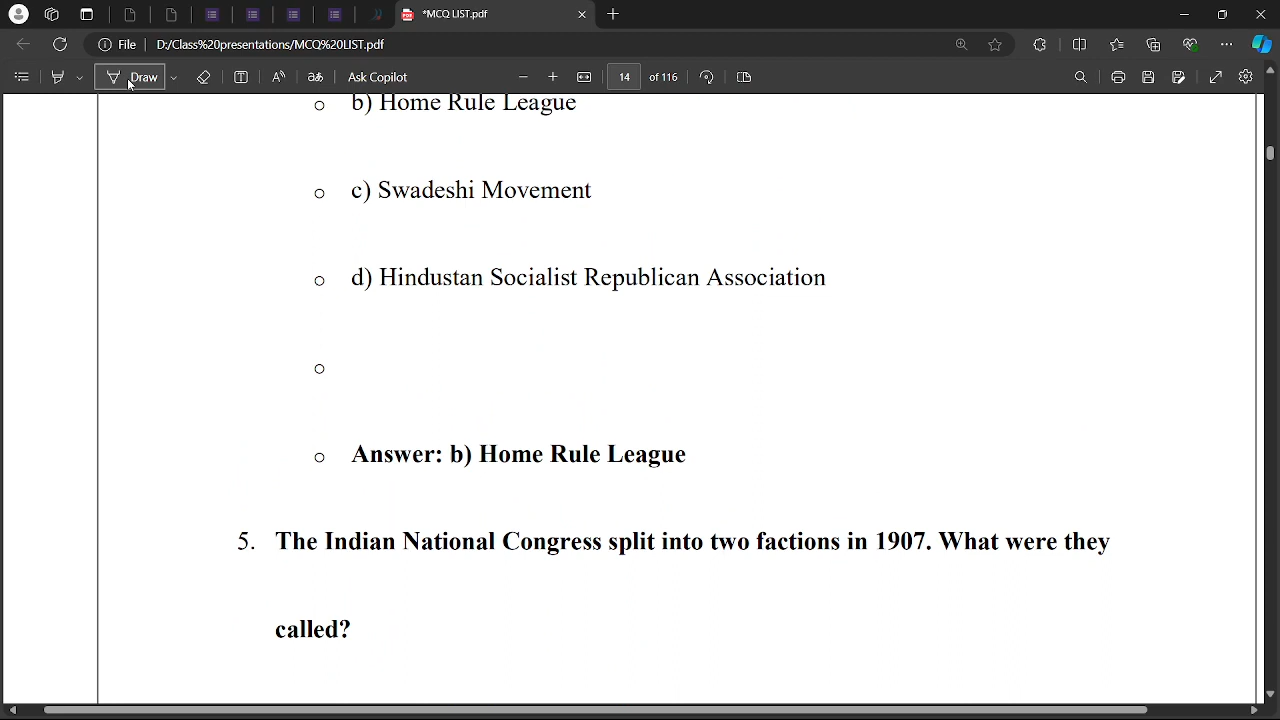 *MCQ LIST.pdf
File
D:/Class%20presentations/MCQ%20LIST.pdf
Draw
Ask Copilot
14 of 116
b) Home Rule League
c) Swadeshi Movement
d) Hindustan Socialist Republican Association
Answer: b) Home Rule League
5. The Indian National Congress split into two factions in 1907. What were they
called?